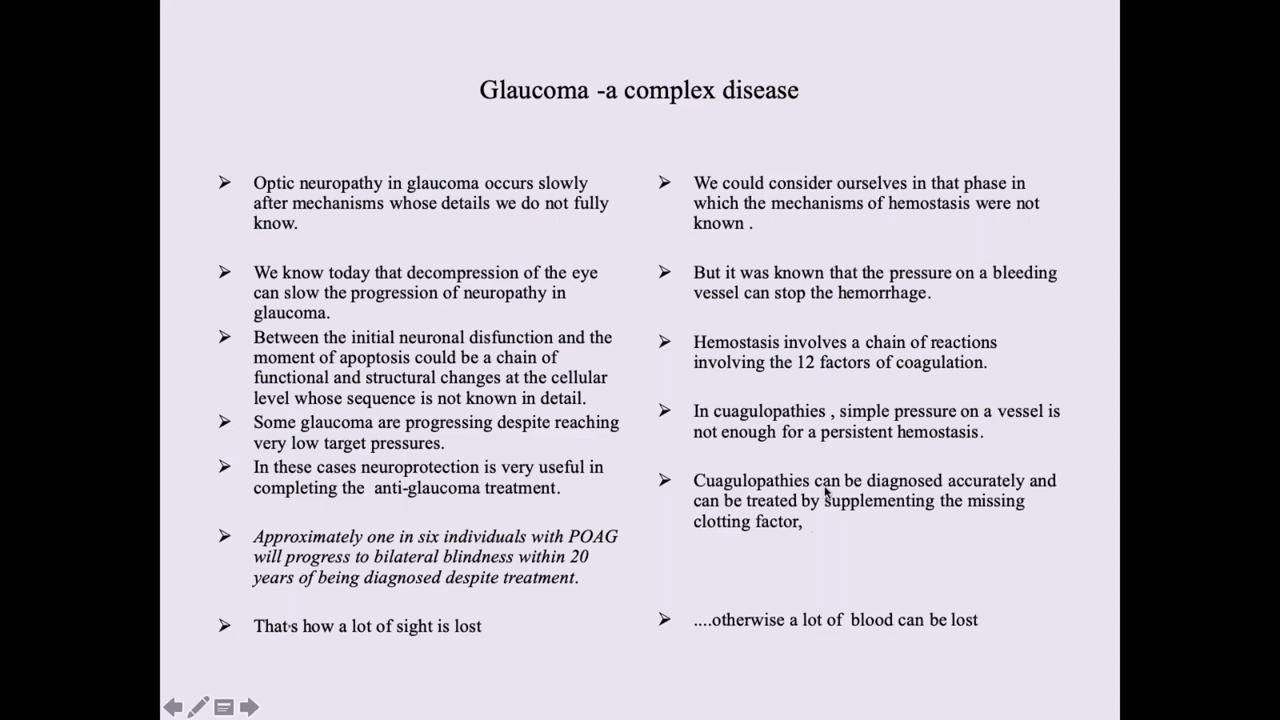 Glaucoma -a complex disease
➢ Optic neuropathy in glaucoma occurs slowly
after mechanisms whose details we do not fully
know.
➢ We know today that decompression of the eye
can slow the progression of neuropathy in
glaucoma.
➢ Between the initial neuronal disfunction and the
moment of apoptosis could be a chain of
functional and structural changes at the cellular
level whose sequence is not known in detail.
➢ Some glaucoma are progressing despite reaching
very low target pressures.
➢ In these cases neuroprotection is very useful in
completing the  anti-glaucoma treatment.
➢ Approximately one in six individuals with POAG
will progress to bilateral blindness within 20
years of being diagnosed despite treatment.
➢ That's how a lot of sight is lost
➢ We could consider ourselves in that phase in
which the mechanisms of hemostasis were not
known .
➢ But it was known that the pressure on a bleeding
vessel can stop the hemorrhage.
➢ Hemostasis involves a chain of reactions
involving the 12 factors of coagulation.
➢ In cuagulopathies , simple pressure on a vessel is
not enough for a persistent hemostasis.
➢ Cuagulopathies can be diagnosed accurately and
can be treated by supplementing the missing
clotting factor,
➢ ....otherwise a lot of  blood can be lost